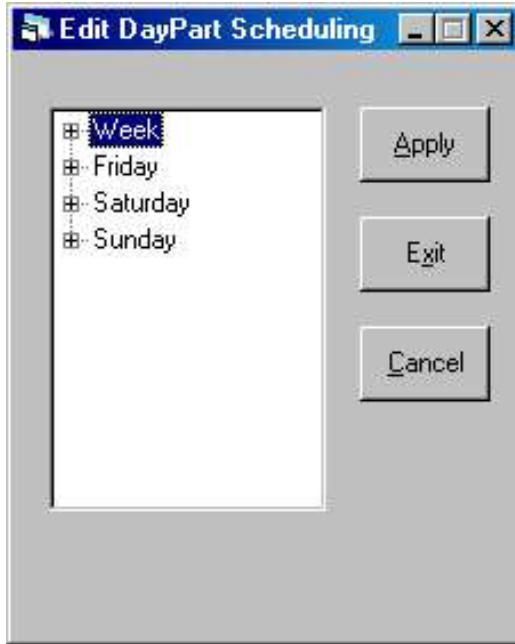 Edit DayPart Scheduling
Week
Friday
Saturday
Sunday
Apply
Exit
Cancel